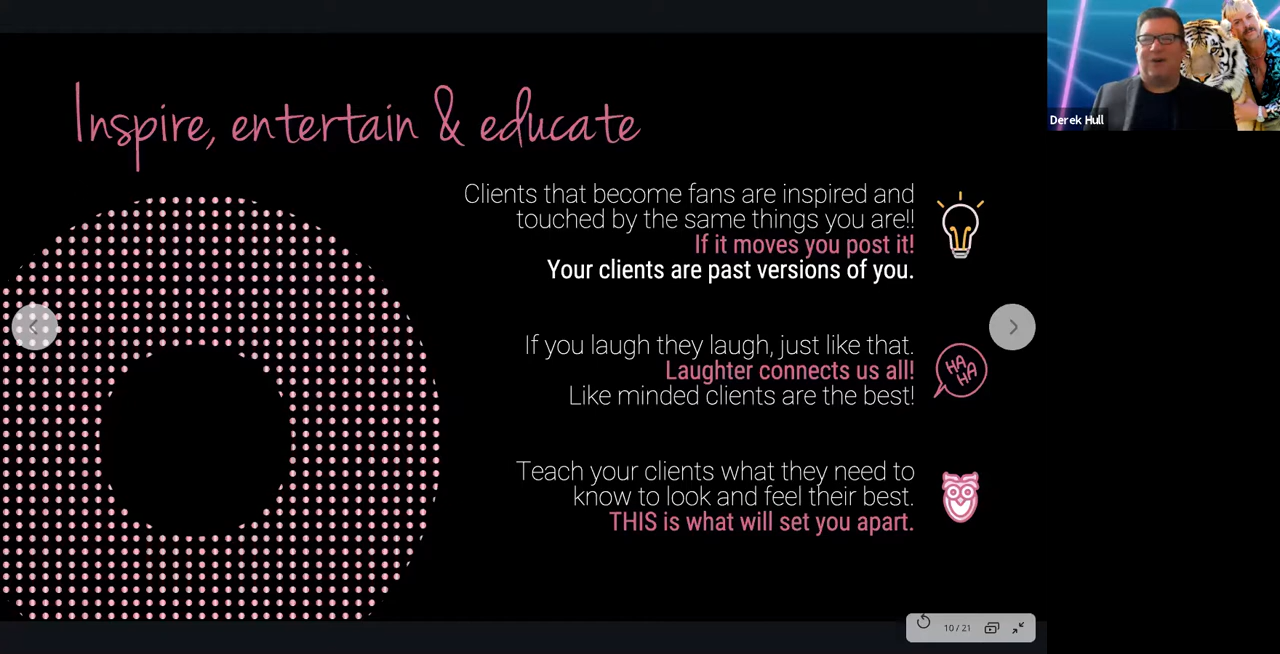 Inspire, entertain & educate
Clients that become fans are inspired and
touched by the same things you are!!
If it moves you post it!
Your clients are past versions of you.
If you laugh they laugh, just like that.
Laughter connects us all!
Like minded clients are the best!
HA
HA
Teach your clients what they need to
know to look and feel their best.
THIS is what will set you apart.
10 / 21
Derek Hull